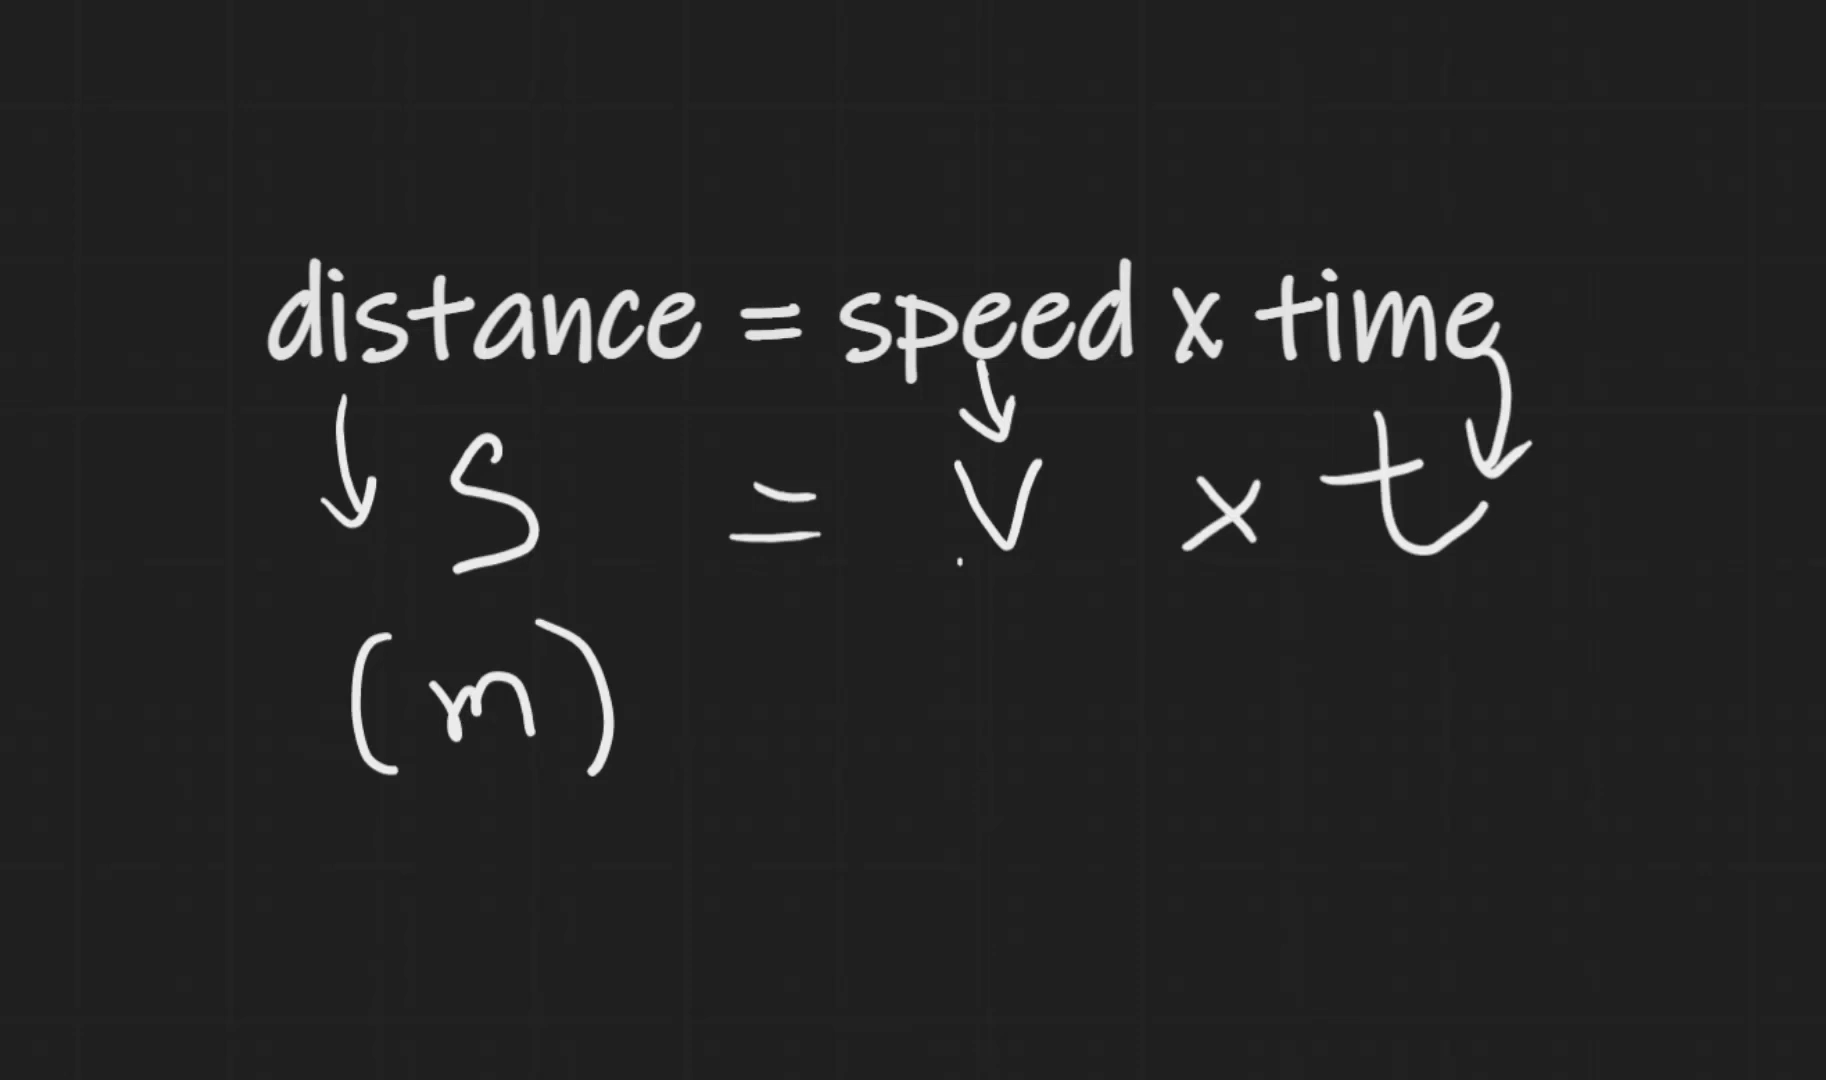 distance = speed x time
S = V x t
(m)